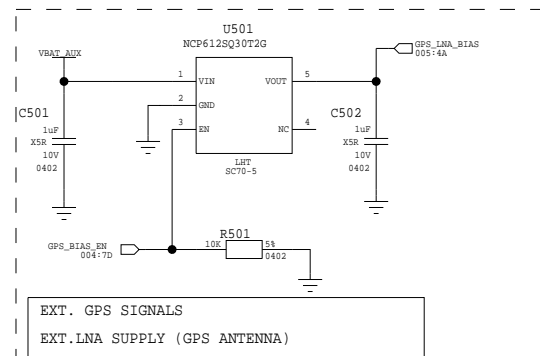 U501
NCP612SQ30T2G
VBAT_AUX
GPS_LNA_BIAS
005:4A
1
VIN
VOUT
5
2
GND
3
EN
NC
4
LHT
SC70-5
C501
1uF
X5R
10V
0402
C502
1uF
X5R
10V
0402
GPS_BIAS_EN
004:7D
R501
10K
5%
0402
EXT. GPS SIGNALS
EXT.LNA SUPPLY (GPS ANTENNA)